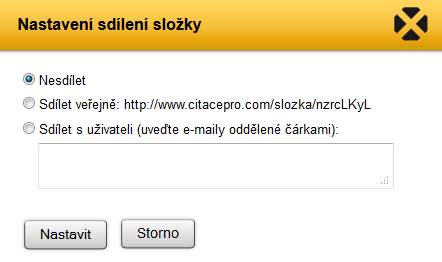 Nastavení sdílení složky
Nesdílet
Sdílet veřejně: http://www.citacepro.com/slozka/nzrcLKyL
Sdílet s uživateli (uveďte e-maily oddělené čárkami):
Nastavit Storno